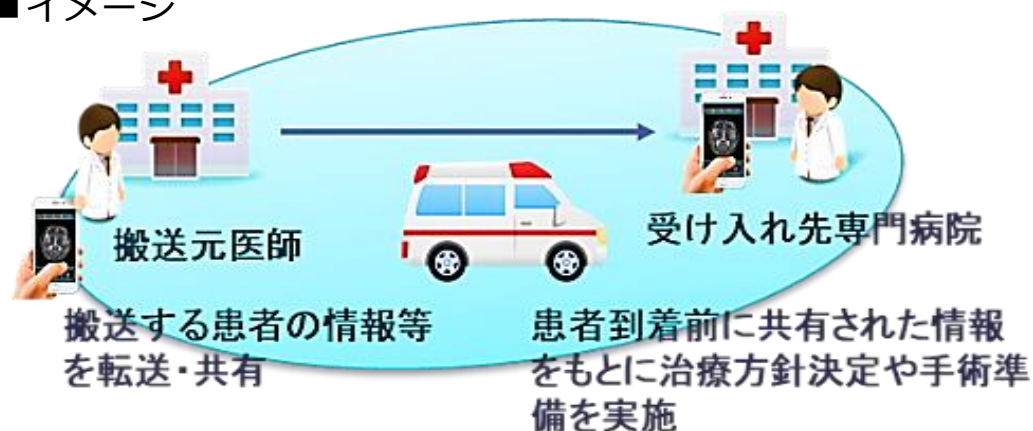 ■イメージ
搬送元医師
受け入れ先専門病院
搬送する患者の情報等
を転送・共有
患者到着前に共有された情報
をもとに治療方針決定や手術準
備を実施